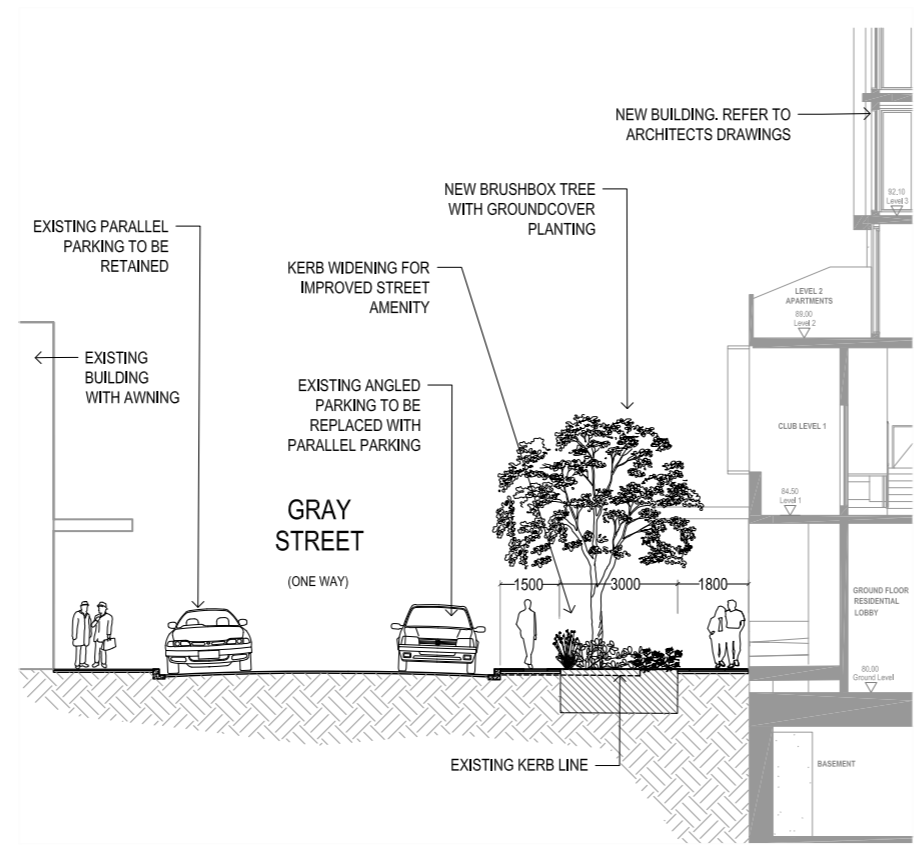 NEW BUILDING. REFER TO
ARCHITECTS DRAWINGS
NEW BRUSHBOX TREE
WITH GROUNDCOVER
PLANTING
92.10
Level 3
EXISTING PARALLEL
PARKING TO BE
RETAINED
KERB WIDENING FOR
IMPROVED STREET
AMENITY
LEVEL 2
APARTMENTS
89.00
Level 2
EXISTING
BUILDING
WITH AWNING
EXISTING ANGLED
PARKING TO BE
REPLACED WITH
PARALLEL PARKING
CLUB LEVEL 1
84.50
Level 1
GRAY
STREET
(ONE WAY)
1500
3000
1800
GROUND FLOOR
RESIDENTIAL
LOBBY
80.00
Ground Level
EXISTING KERB LINE
BASEMENT